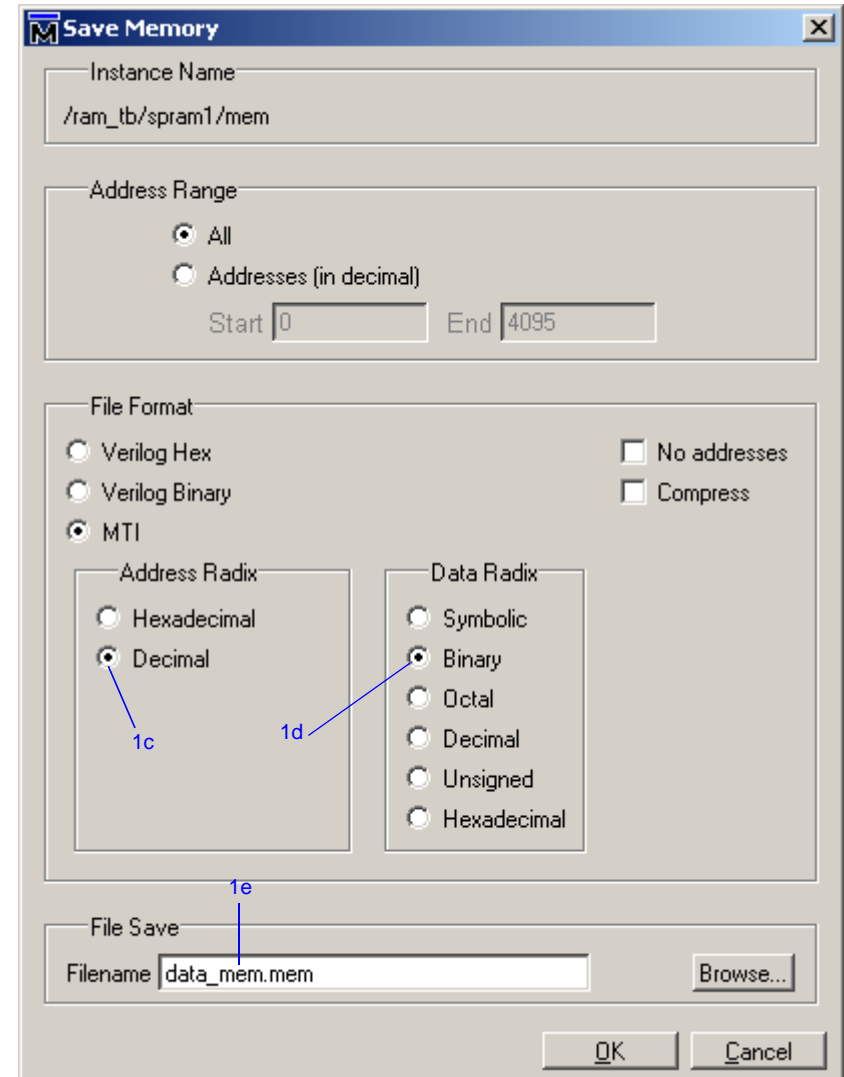 Save Memory
Instance Name
/ram_tb/spram1/mem
Address Range
All
Addresses (in decimal)
Start 0 End 4095
File Format
Verilog Hex No addresses
Verilog Binary Compress
MTI
Address Radix Data Radix
Hexadecimal Symbolic
Decimal Binary
Octal
1c 1d Decimal
Unsigned
Hexadecimal
1e
File Save
Filename data_mem.mem Browse...
OK Cancel